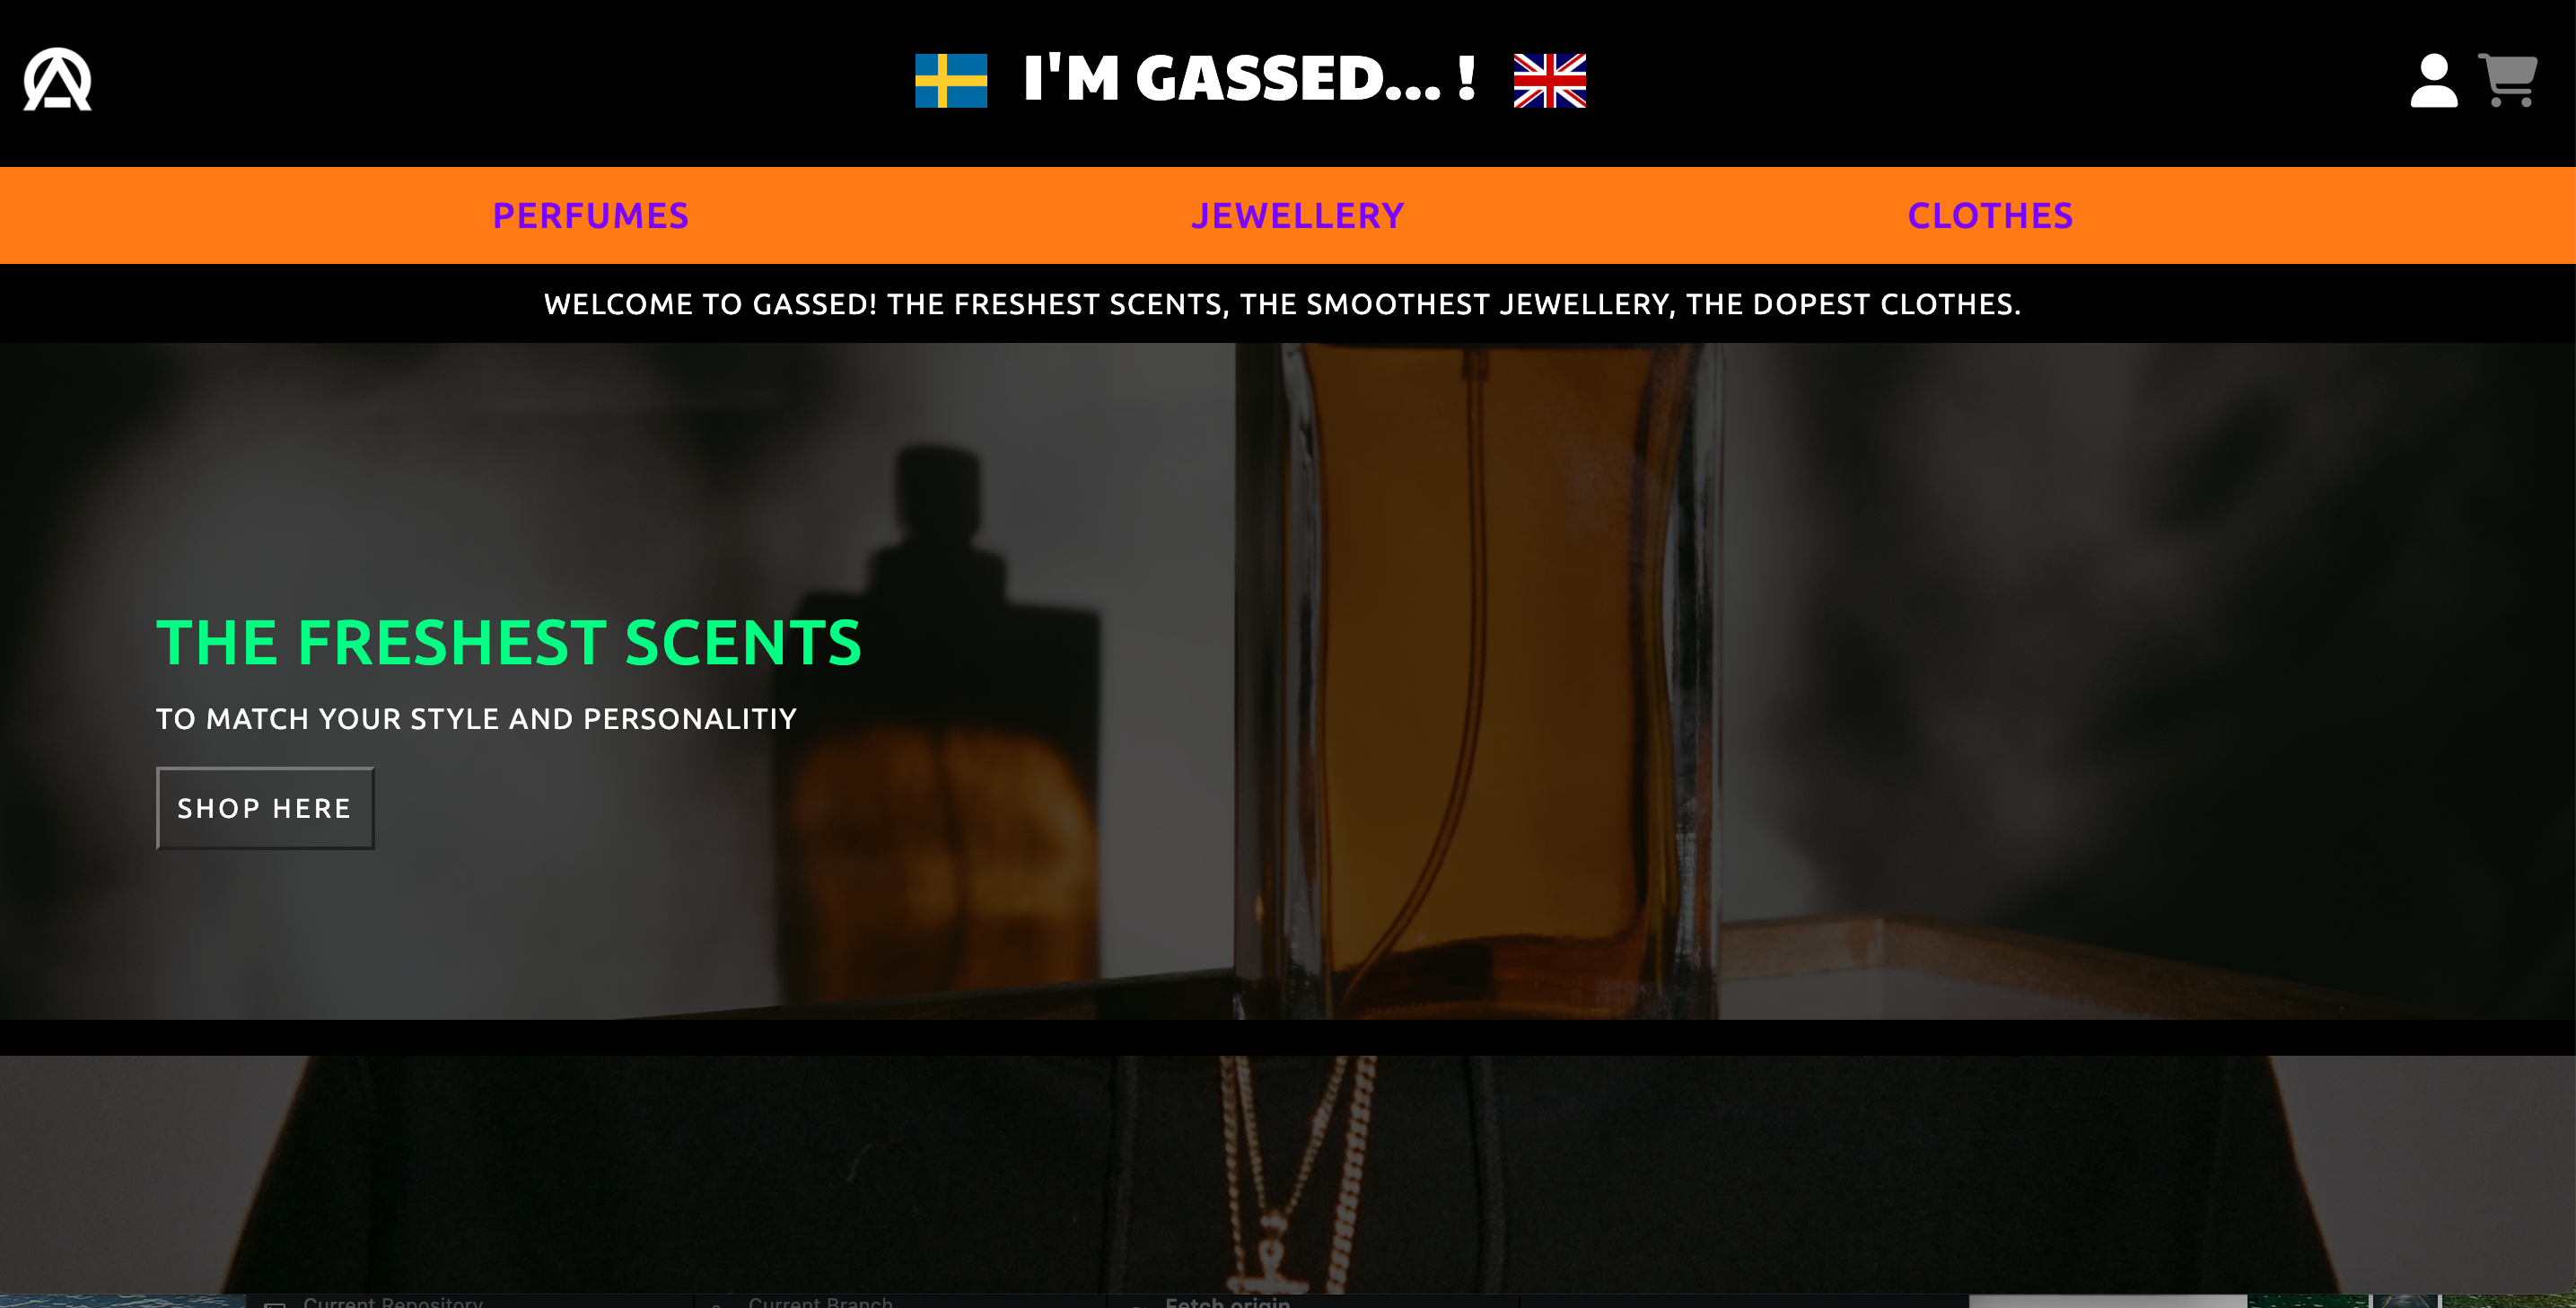 I'M GASSED... !
PERFUMES JEWELLERY CLOTHES
WELCOME TO GASSED! THE FRESHEST SCENTS, THE SMOOTHEST JEWELLERY, THE DOPEST CLOTHES.
THE FRESHEST SCENTS
TO MATCH YOUR STYLE AND PERSONALITIY
SHOP HERE
Current Repository Current Branch Fetch origin